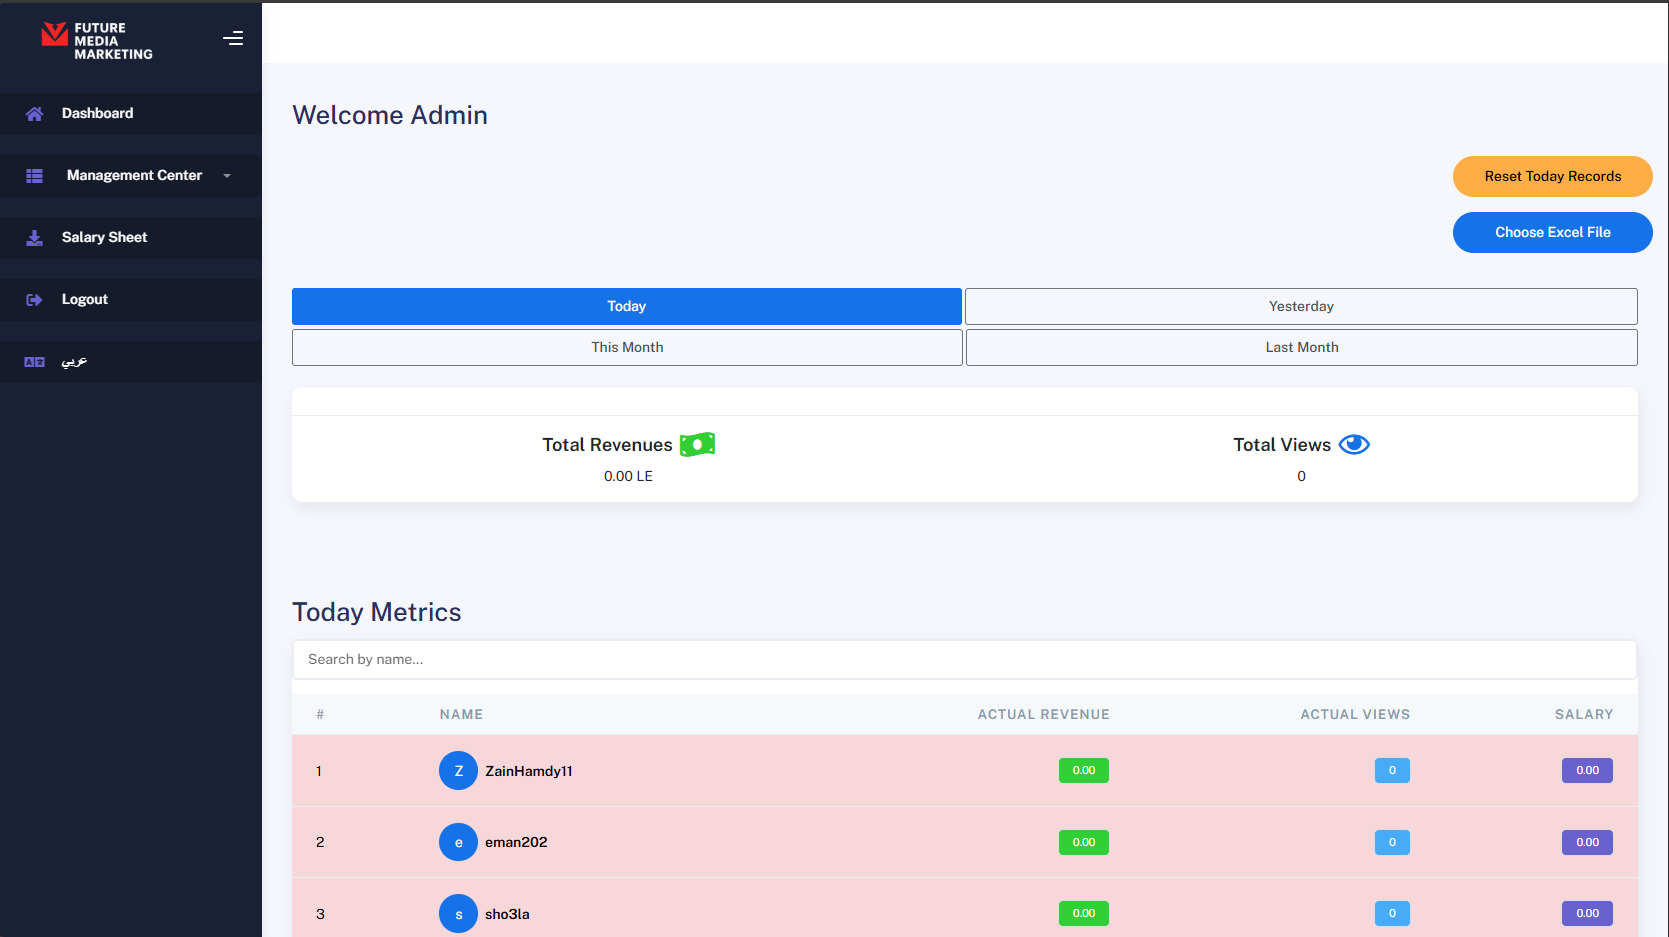 FUTURE
MEDIA
MARKETING
Dashboard
Management Center
Salary Sheet
Logout
عربي
Welcome Admin
Reset Today Records
Choose Excel File
Today
Yesterday
This Month
Last Month
Total Revenues
0.00 LE
Total Views
0
Today Metrics
Search by name...
# NAME ACTUAL REVENUE ACTUAL VIEWS SALARY
1 Z ZainHamdy11 0.00 0 0.00
2 e eman202 0.00 0 0.00
3 s sho3la 0.00 0 0.00